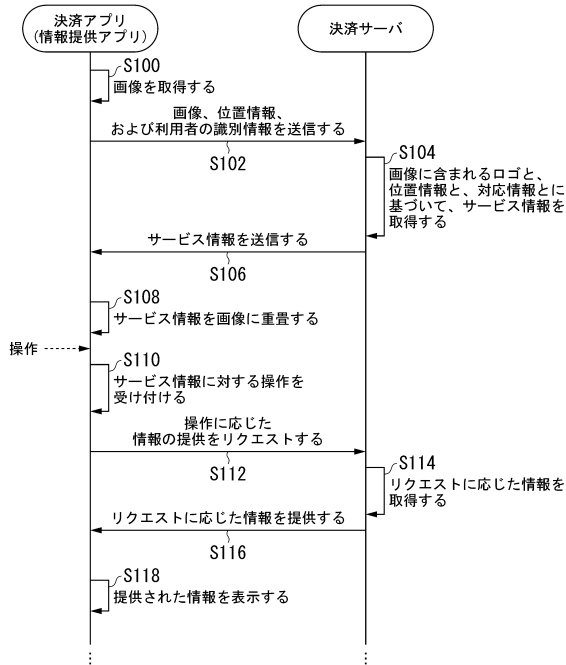 決済アプリ
(情報提供アプリ)
決済サーバ
S100
画像を取得する
画像、位置情報、
および利用者の識別情報を送信する
S102
S104
画像に含まれるロゴと、
位置情報と、対応情報とに
基づいて、サービス情報を
取得する
サービス情報を送信する
S106
S108
サービス情報を画像に重畳する
操作
S110
サービス情報に対する操作を
受け付ける
操作に応じた
情報の提供をリクエストする
S112
S114
リクエストに応じた情報を
取得する
リクエストに応じた情報を提供する
S116
S118
提供された情報を表示する